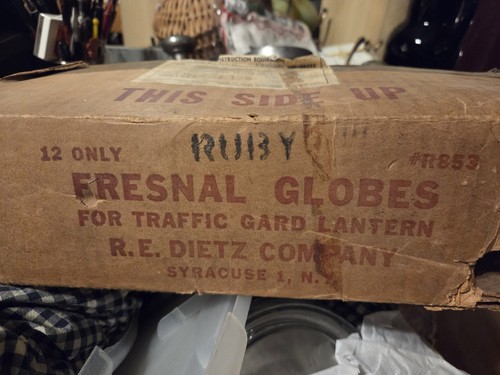 THIS SIDE UP
12 ONLY RUBY #R853
FRESNAL GLOBES
FOR TRAFFIC GARD LANTERN
R.E. DIETZ COMPANY
SYRACUSE 1, N.